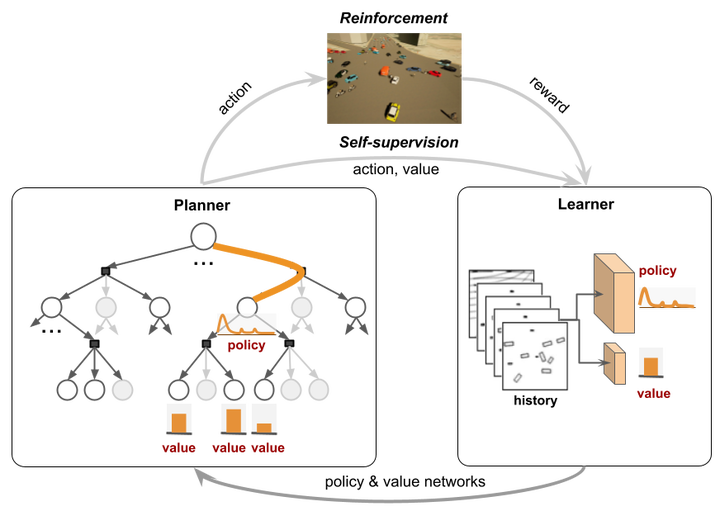 Reinforcement
action
reward
Self-supervision
action, value
Planner
...
...
policy
value
value
value
Learner
policy
value
history
policy & value networks